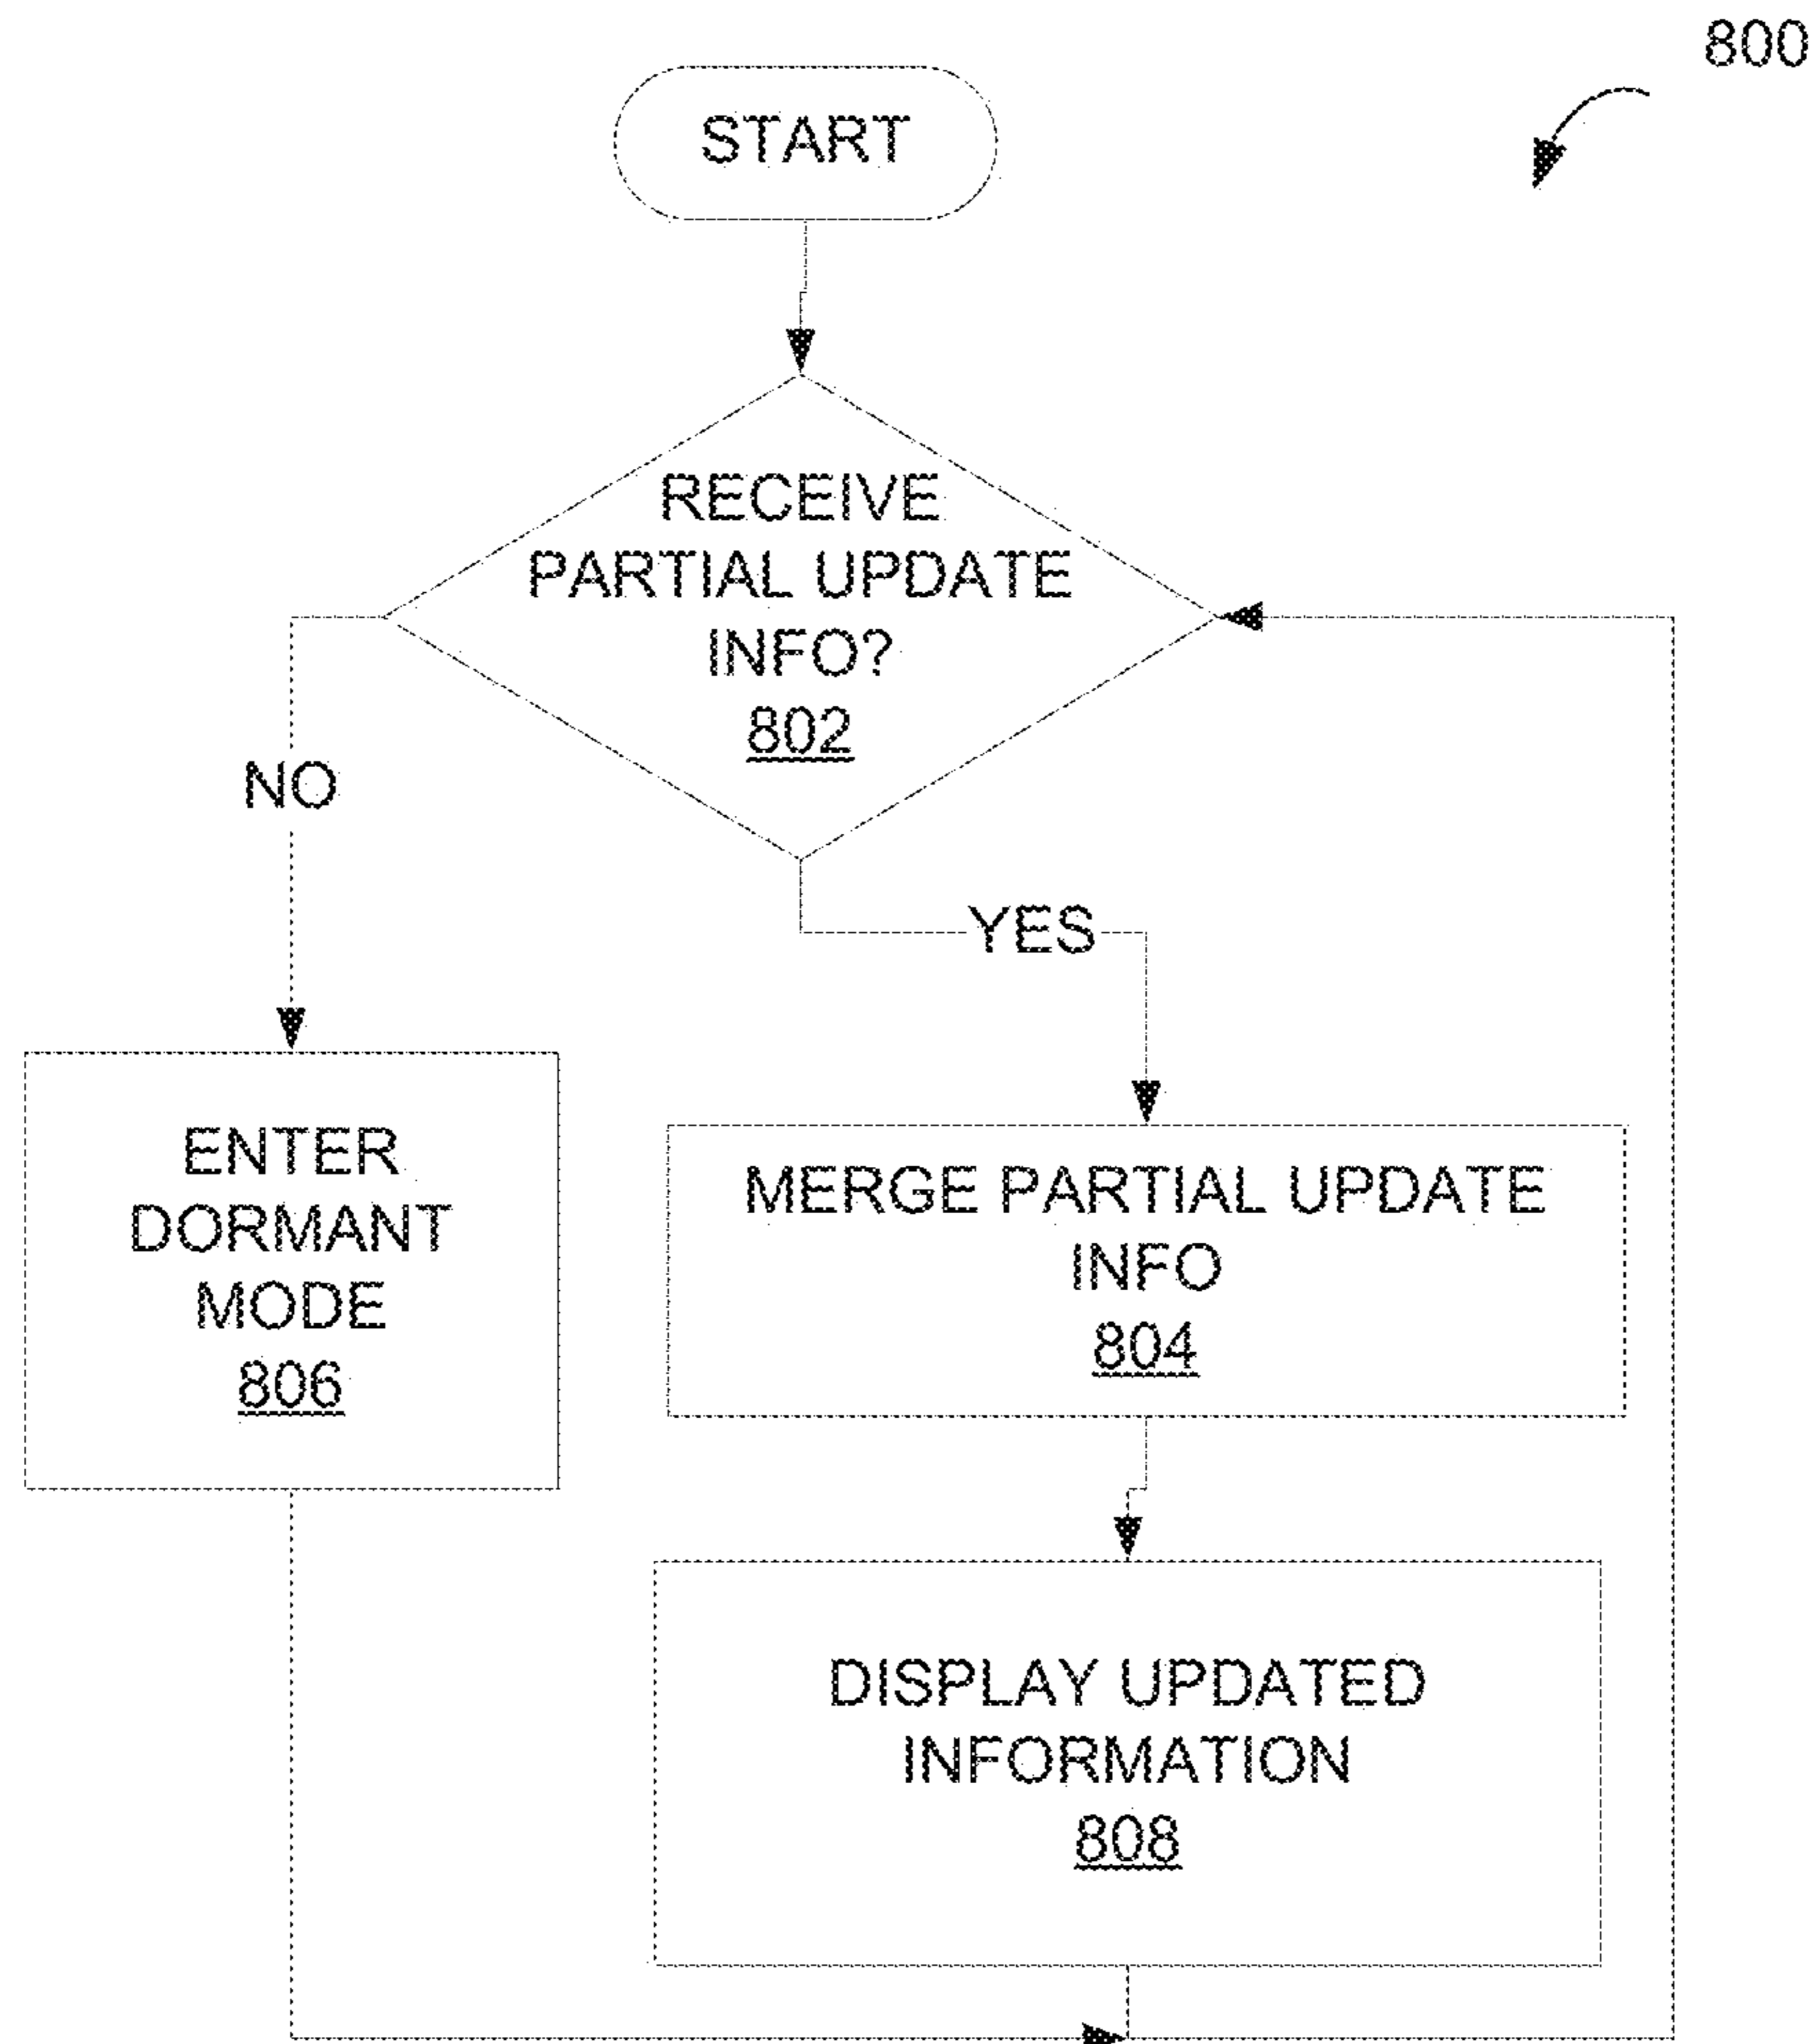 800
START
RECEIVE
PARTIAL UPDATE
INFO?
802
NO
YES
ENTER
DORMANT
MODE
806
MERGE PARTIAL UPDATE
INFO
804
DISPLAY UPDATED
INFORMATION
808